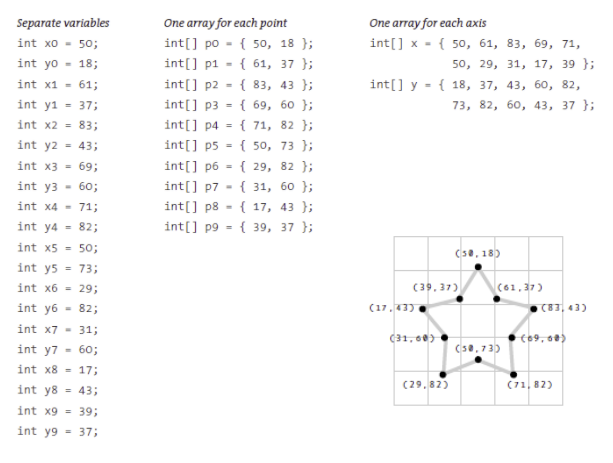 Separate variables
int x0 = 50;
int y0 = 18;
int x1 = 61;
int y1 = 37;
int x2 = 83;
int y2 = 43;
int x3 = 69;
int y3 = 60;
int x4 = 71;
int y4 = 82;
int x5 = 50;
int y5 = 73;
int x6 = 29;
int y6 = 82;
int x7 = 31;
int y7 = 60;
int x8 = 17;
int y8 = 43;
int x9 = 39;
int y9 = 37;
One array for each point
int[] p0 = { 50, 18 };
int[] p1 = { 61, 37 };
int[] p2 = { 83, 43 };
int[] p3 = { 69, 60 };
int[] p4 = { 71, 82 };
int[] p5 = { 50, 73 };
int[] p6 = { 29, 82 };
int[] p7 = { 31, 60 };
int[] p8 = { 17, 43 };
int[] p9 = { 39, 37 };
One array for each axis
int[] x = { 50, 61, 83, 69, 71,
50, 29, 31, 17, 39 };
int[] y = { 18, 37, 43, 60, 82,
73, 82, 60, 43, 37 };
(50,18)
(39,37)
(61,37)
(17,43)
(83,43)
(31,60)
(69,60)
(50,73)
(29,82)
(71,82)